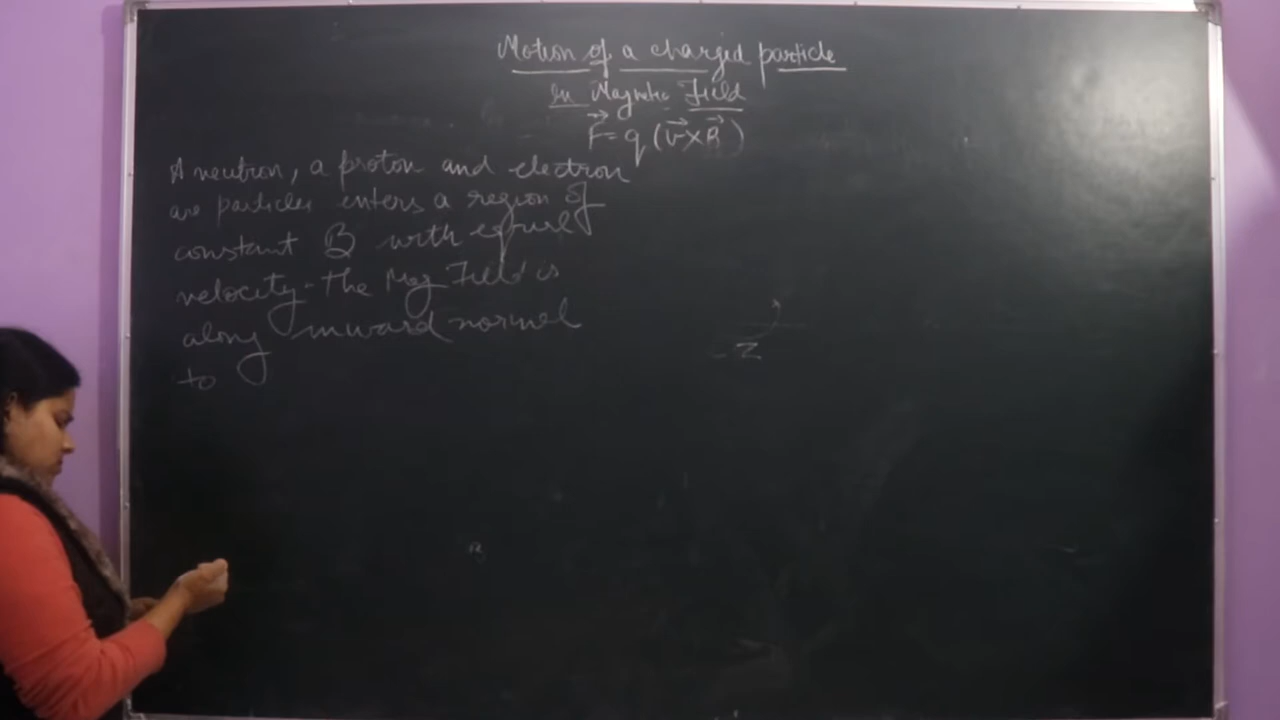 Motion of a charged particle
in Magnetic Field
F = q (V×B)
A neutron, a proton and electron
are particles enters a region of
constant B with equal
velocity. The Mag Field is
along inward normal
to
Z